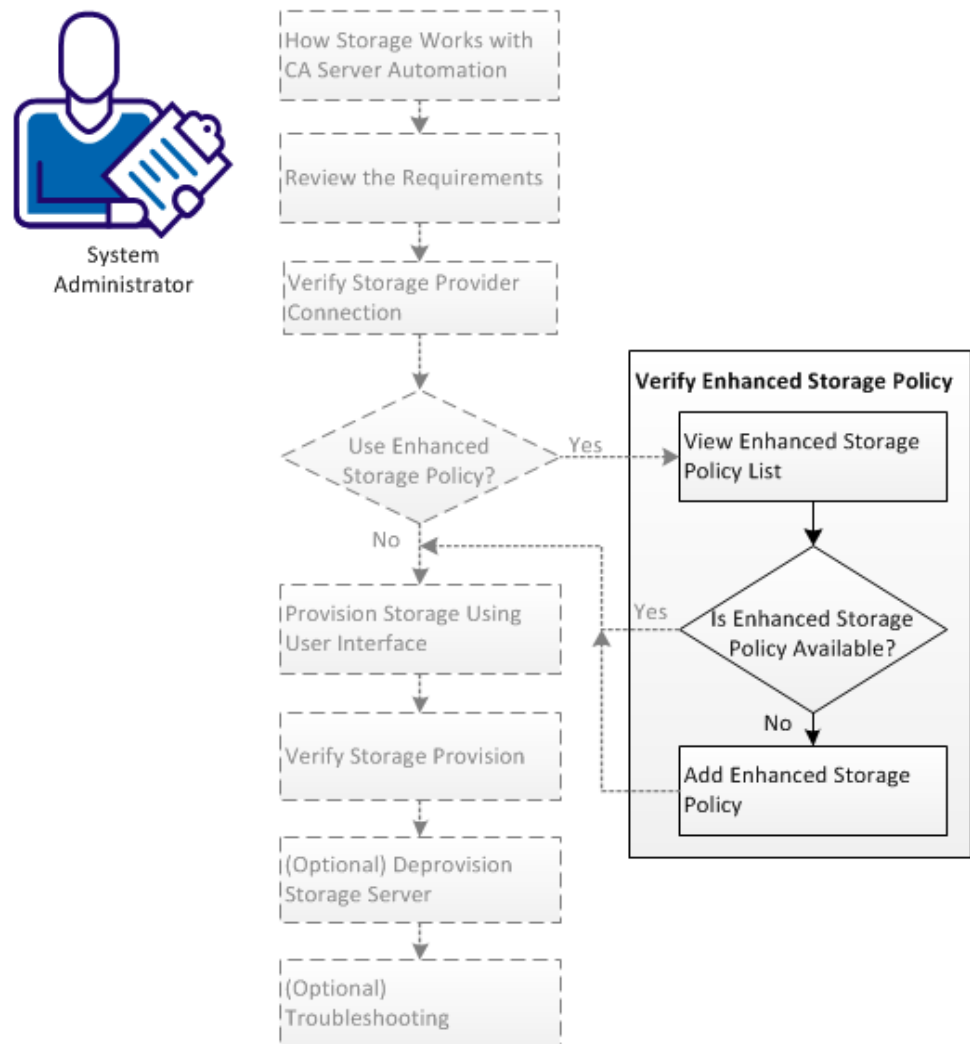 How Storage Works with
CA Server Automation
Review the Requirements
System
Administrator
Verify Storage Provider
Connection
Use Enhanced
Storage Policy?
Yes
No
Verify Enhanced Storage Policy
View Enhanced Storage
Policy List
Is Enhanced Storage
Policy Available?
Yes
No
Add Enhanced Storage
Policy
Provision Storage Using
User Interface
Verify Storage Provision
(Optional) Deprovision
Storage Server
(Optional)
Troubleshooting